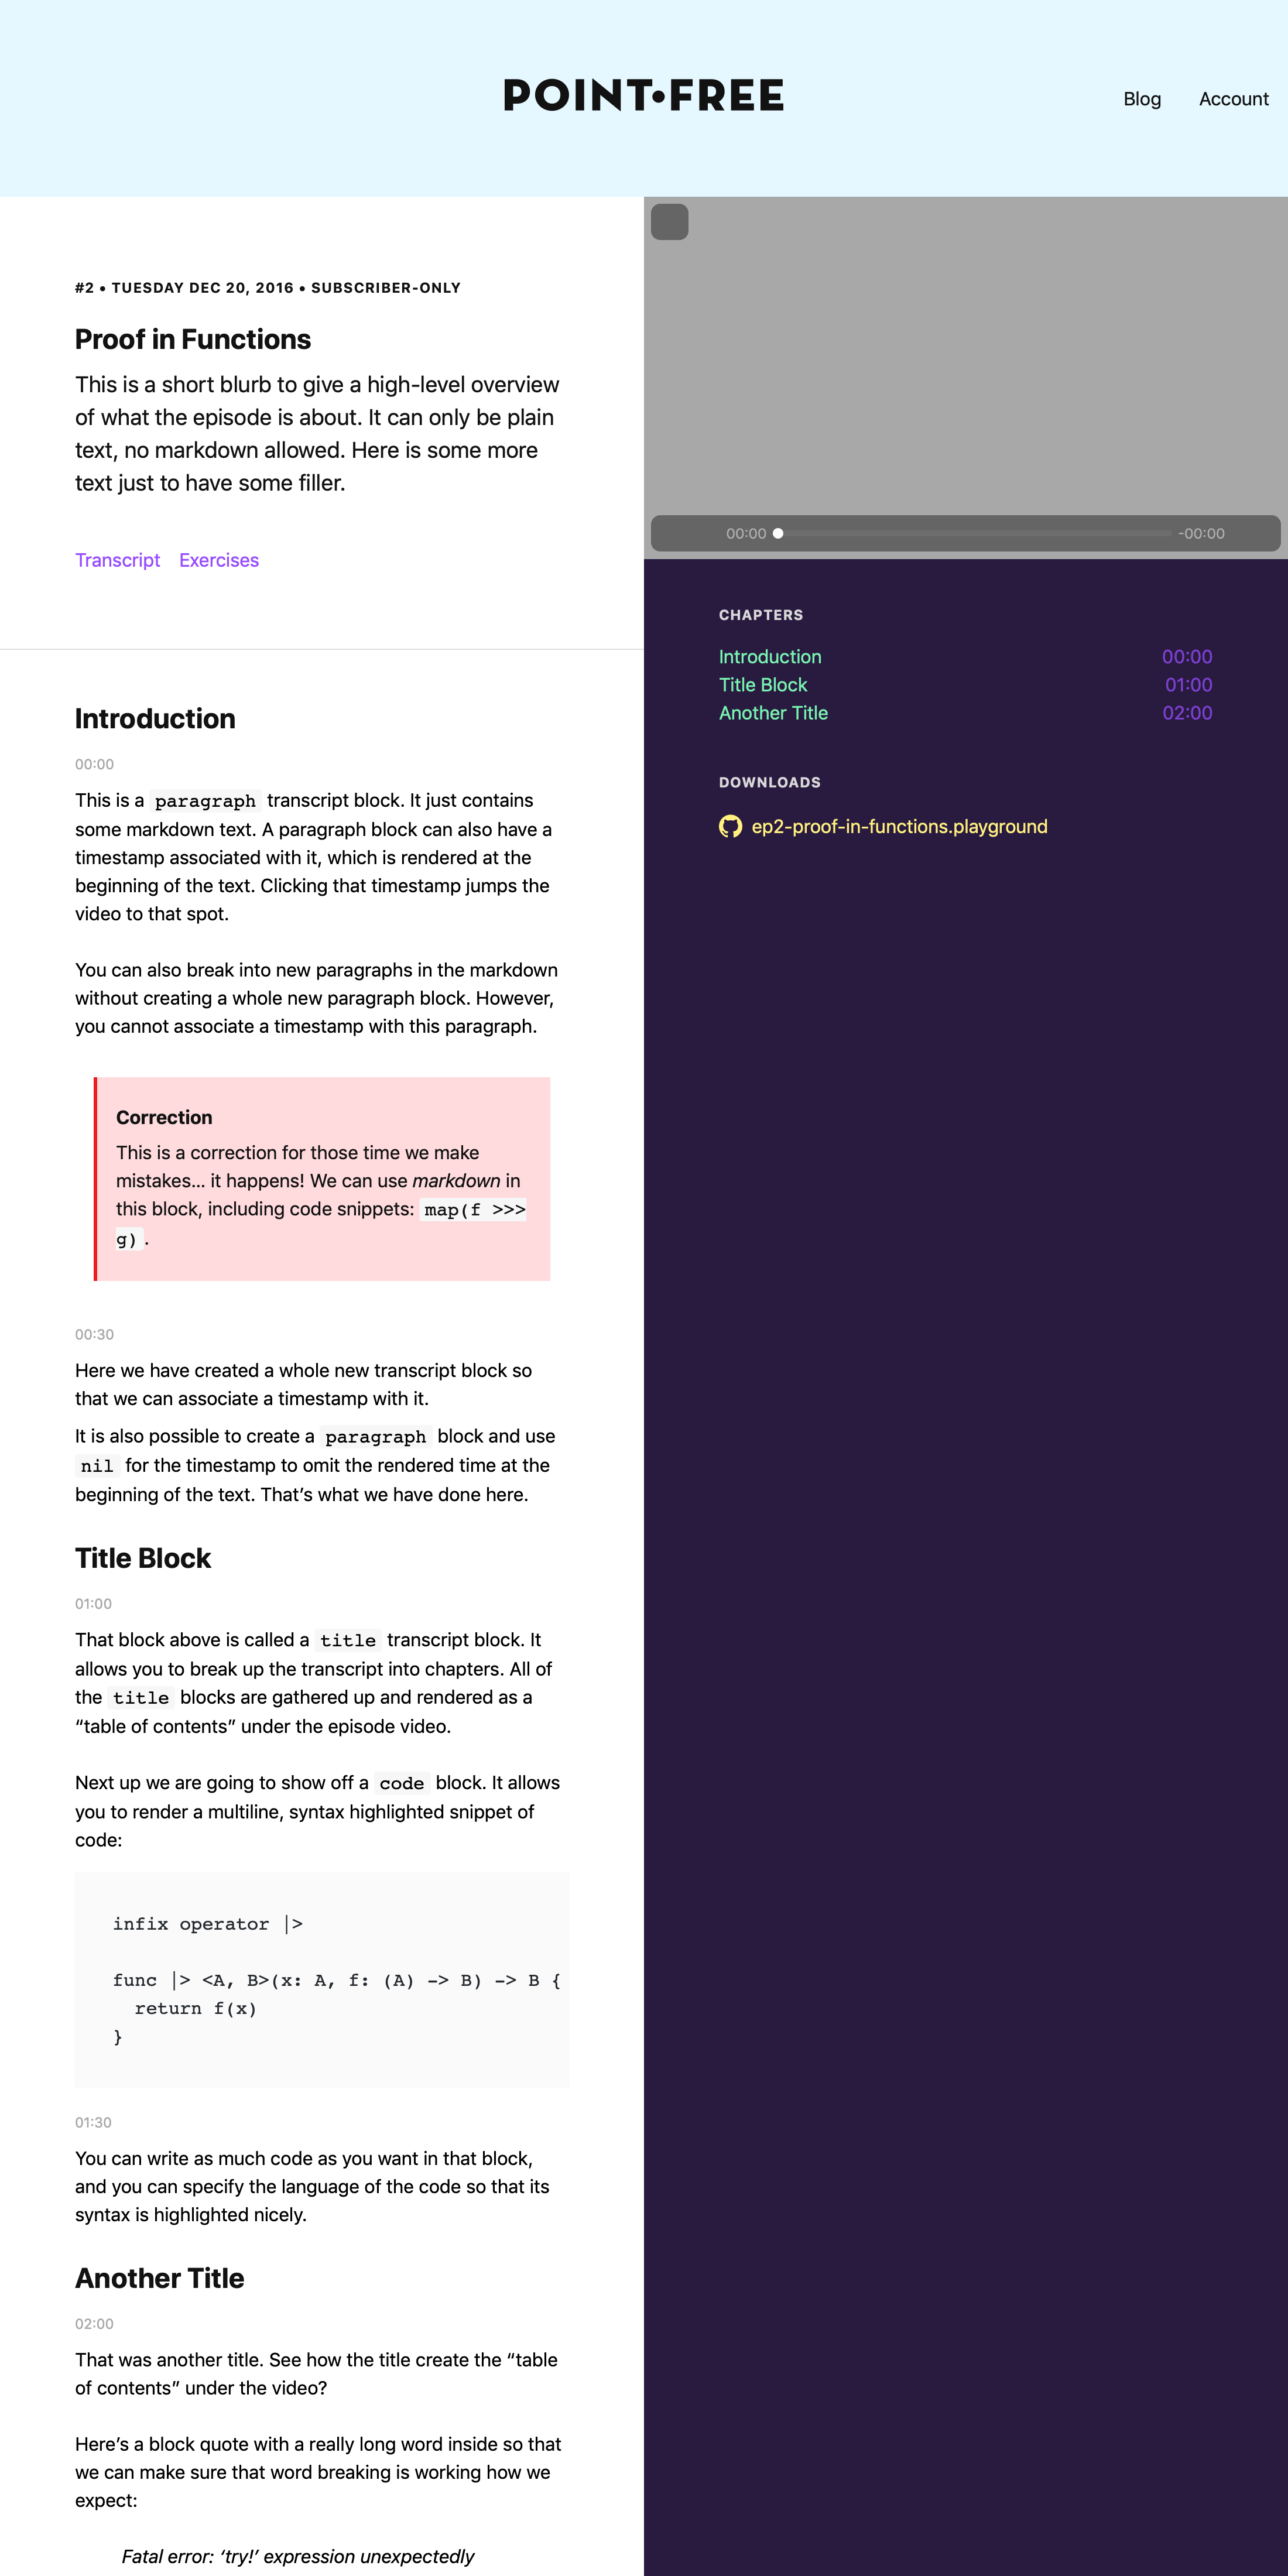 POINT•FREE
Blog
Account
#2 • TUESDAY DEC 20, 2016 • SUBSCRIBER-ONLY
Proof in Functions
This is a short blurb to give a high-level overview
of what the episode is about. It can only be plain
text, no markdown allowed. Here is some more
text just to have some filler.
Transcript Exercises
Introduction
00:00
This is a paragraph transcript block. It just contains
some markdown text. A paragraph block can also have a
timestamp associated with it, which is rendered at the
beginning of the text. Clicking that timestamp jumps the
video to that spot.
You can also break into new paragraphs in the markdown
without creating a whole new paragraph block. However,
you cannot associate a timestamp with this paragraph.
Correction
This is a correction for those time we make
mistakes… it happens! We can use markdown in
this block, including code snippets: map(f >>>
g).
00:30
Here we have created a whole new transcript block so
that we can associate a timestamp with it.
It is also possible to create a paragraph block and use
nil for the timestamp to omit the rendered time at the
beginning of the text. That’s what we have done here.
Title Block
01:00
That block above is called a title transcript block. It
allows you to break up the transcript into chapters. All of
the title blocks are gathered up and rendered as a
“table of contents” under the episode video.
Next up we are going to show off a code block. It allows
you to render a multiline, syntax highlighted snippet of
code:
infix operator |>
func |> <A, B>(x: A, f: (A) -> B) -> B {
  return f(x)
}
01:30
You can write as much code as you want in that block,
and you can specify the language of the code so that its
syntax is highlighted nicely.
Another Title
02:00
That was another title. See how the title create the “table
of contents” under the video?
Here’s a block quote with a really long word inside so that
we can make sure that word breaking is working how we
expect:
Fatal error: ‘try!’ expression unexpectedly
00:00 -00:00
CHAPTERS
Introduction 00:00
Title Block 01:00
Another Title 02:00
DOWNLOADS
ep2-proof-in-functions.playground